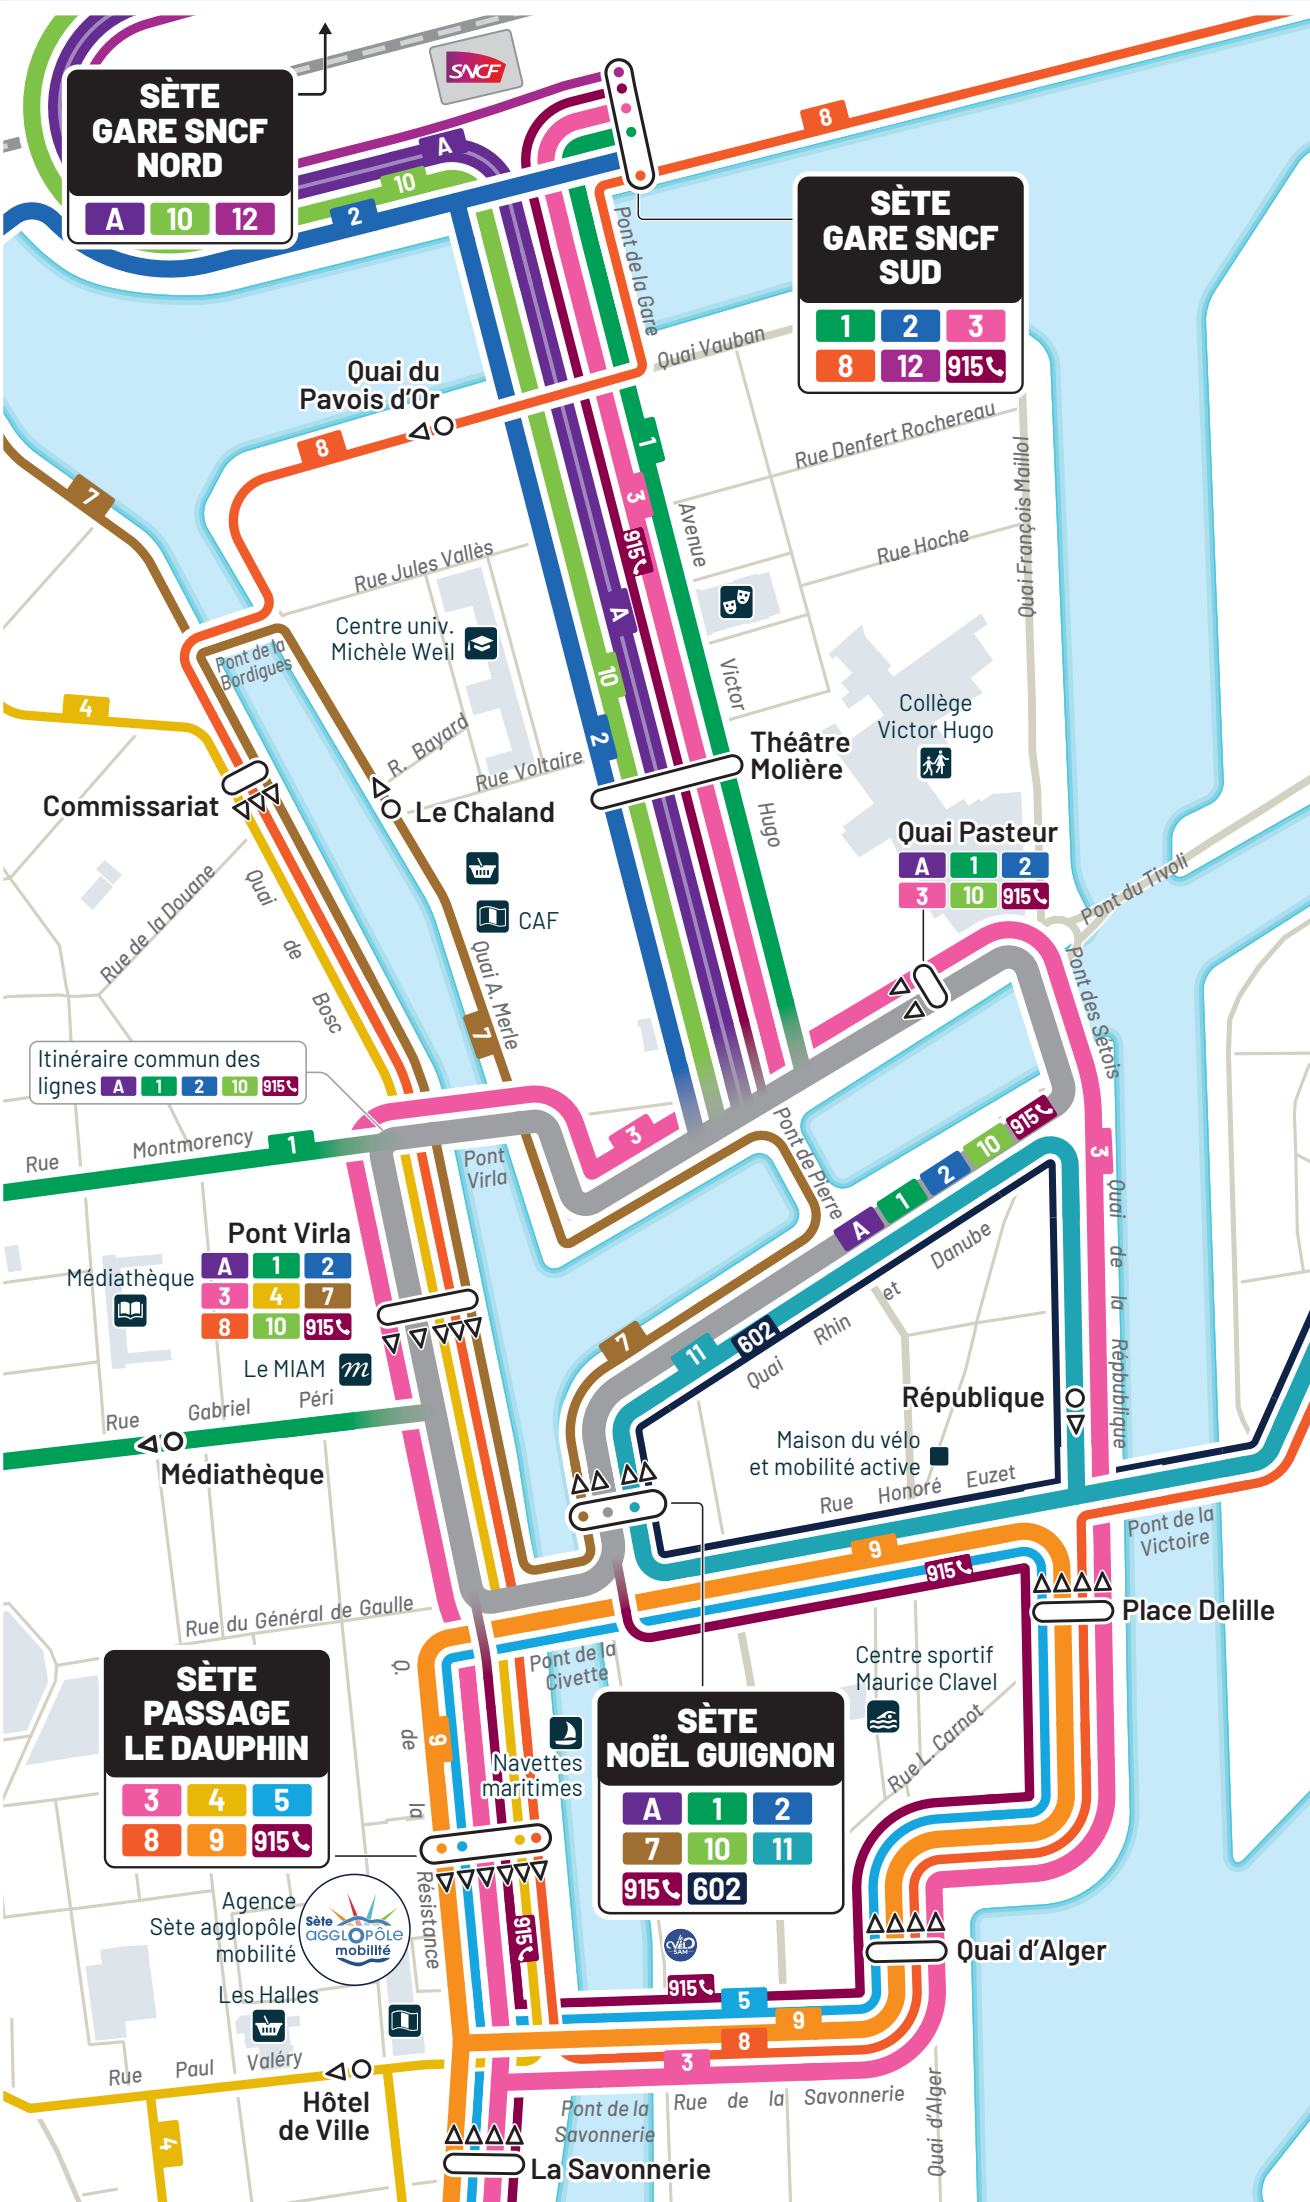 SNCF
8
SÈTE
GARE SNCF
NORD
A 10 12
A
10
2
SÈTE
GARE SNCF
SUD
1 2 3
8 12 915
Pont de la Gare
Quai Vauban
Quai du
Pavois d'Or
8
7
1
3
915
A
10
2
Rue Denfert Rochereau
Quai François Maillol
Avenue
Victor
Hugo
Rue Hoche
Rue Jules Vallès
Centre univ.
Michèle Weil
Pont de la
Bordigues
4
R. Bayard
Rue Voltaire
Théâtre
Molière
Collège
Victor Hugo
Commissariat
Le Chaland
Quai Pasteur
A 1 2
3 10 915
Pont du Tivoli
Rue de la Douane
Quai
de
Bosc
CAF
Quai A. Merle
7
Pont des Sétois
Itinéraire commun des
lignes A 1 2 10 915
Rue
Montmorency
1
3
Pont
Virla
Pont de Pierre
A 1 2 10 915
3
Quai
de
la
Répbublique
Pont Virla
A 1 2
3 4 7
8 10 915
Médiathèque
Le MIAM
m
7
11
602
Quai
Rhin
et
Danube
Rue
Gabriel
Péri
Médiathèque
République
Maison du vélo
et mobilité active
Rue
Honoré
Euzet
Pont de la
Victoire
9
915
Place Delille
Rue du Général de Gaulle
Pont de la
Civette
Centre sportif
Maurice Clavel
Rue L. Carnot
SÈTE
PASSAGE
LE DAUPHIN
3 4 5
8 9 915
Q.
de
la
Résistance
9
Navettes
maritimes
SÈTE
NOËL GUIGNON
A 1 2
7 10 11
915 602
Agence
Sète agglopôle
mobilité
Sète
AGGLOPÔLE
mobilité
915
VÉLO
SAM
Quai d'Alger
915
5
9
8
3
Les Halles
Rue
Paul
Valéry
Hôtel
de Ville
4
Pont de la
Savonnerie
Rue
de
la
Savonnerie
Quai d'Alger
La Savonnerie